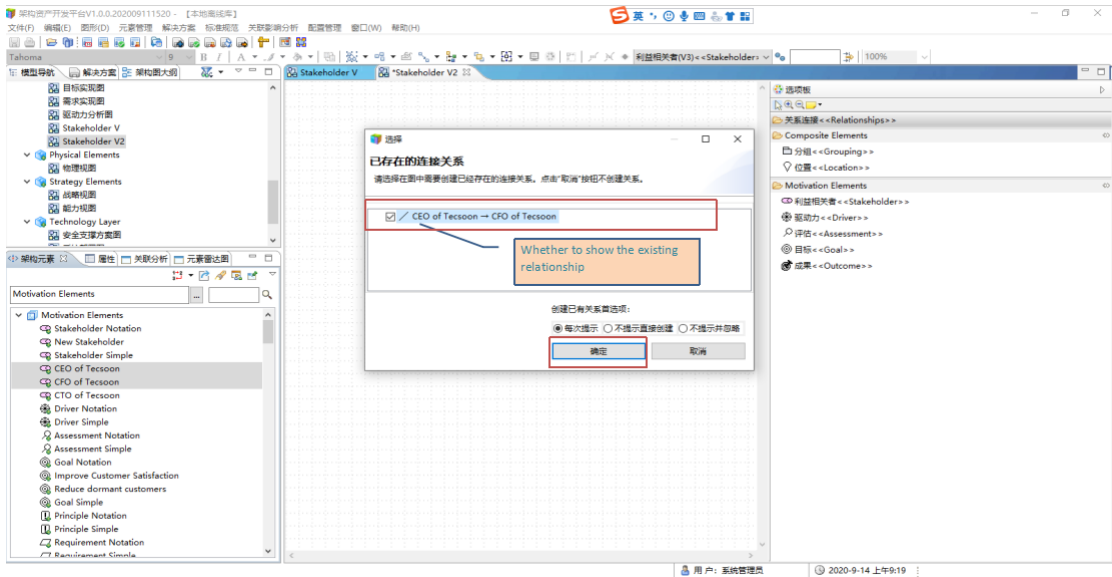 架构资产开发平台V1.0.0.202009111520 - 【本地离线库】
英
文件(F) 编辑(E) 图形(D) 元素管理 解决方案 标准规范 关联影响分析 配置管理 窗口(W) 帮助(H)
Tahoma 9 B I A 利益相关者(V3)<<Stakeholder> 100%
模型导航 解决方案 架构图大纲
Stakeholder V *Stakeholder V2
目标实现图
需求实现图
驱动力分析图
Stakeholder V
Stakeholder V2
Physical Elements
物理视图
Strategy Elements
战略视图
能力视图
Technology Layer
安全支撑方案图
架构元素 属性 关联分析 元素雷达图
Motivation Elements ...
Motivation Elements
Stakeholder Notation
New Stakeholder
Stakeholder Simple
CEO of Tecsoon
CFO of Tecsoon
CTO of Tecsoon
Driver Notation
Driver Simple
Assessment Notation
Assessment Simple
Goal Notation
Improve Customer Satisfaction
Reduce dormant customers
Goal Simple
Principle Notation
Principle Simple
Requirement Notation
Requirement Simple
选择
已存在的连接关系
请选择在图中需要创建已经存在的连接关系，点击"取消"按钮不创建关系。
CEO of Tecsoon → CFO of Tecsoon
Whether to show the existing
relationship
创建已有关系首选项：
每次提示 不提示直接创建 不提示并忽略
确定 取消
选项板
关系连接<<Relationships>>
Composite Elements
分组<<Grouping>>
位置<<Location>>
Motivation Elements
利益相关者<<Stakeholder>>
驱动力<<Driver>>
评估<<Assessment>>
目标<<Goal>>
成果<<Outcome>>
用户：系统管理员
2020-9-14 上午9:19